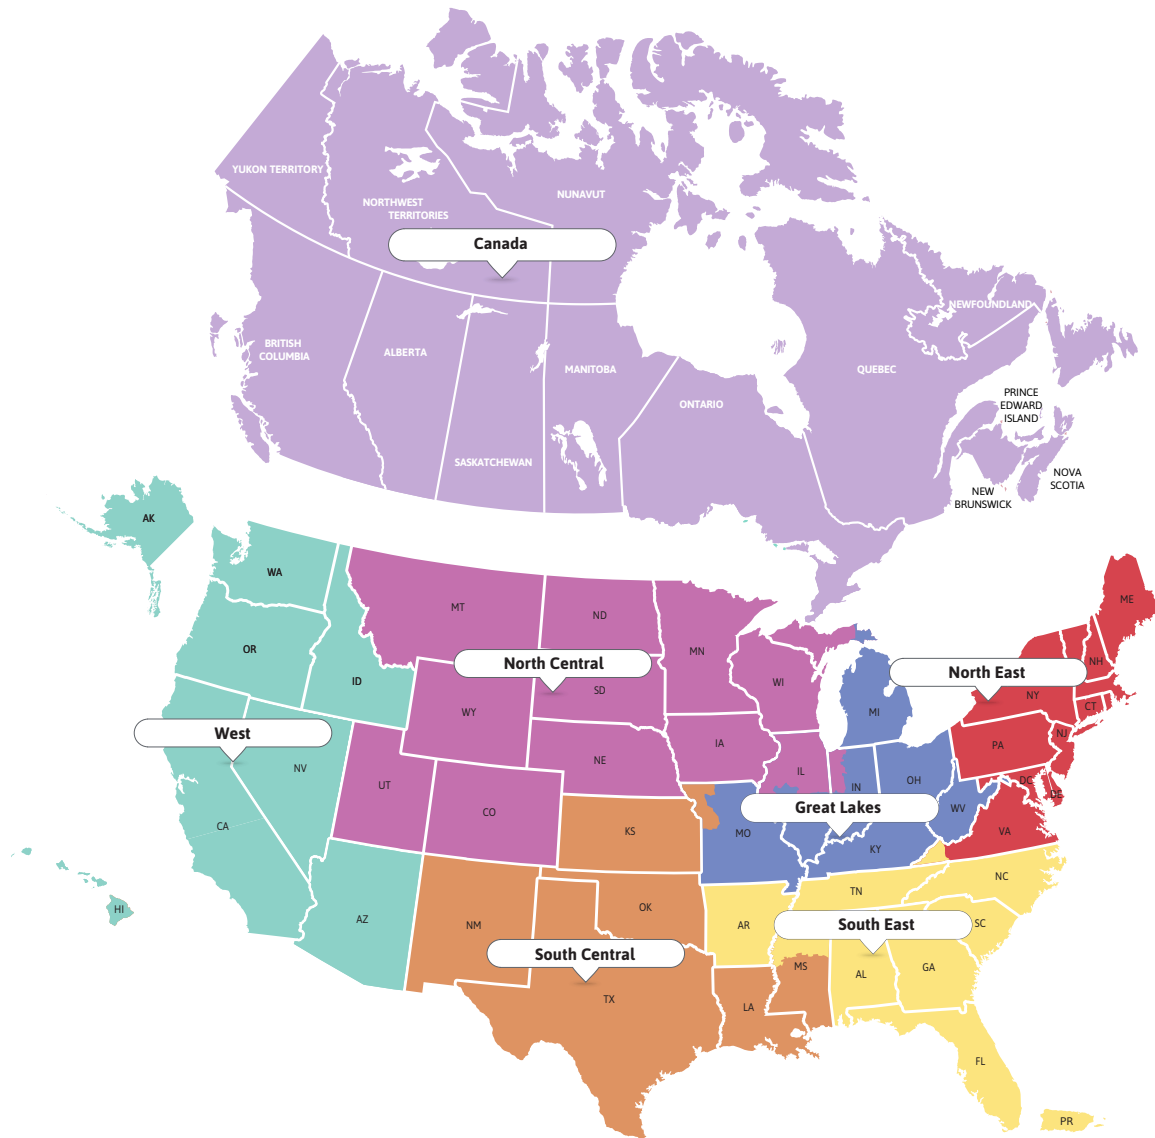 YUKON TERRITORY
NORTHWEST
TERRITORIES
NUNAVUT
Canada
BRITISH
COLUMBIA
ALBERTA
SASKATCHEWAN
MANITOBA
ONTARIO
QUEBEC
NEWFOUNDLAND
PRINCE
EDWARD
ISLAND
NOVA
SCOTIA
NEW
BRUNSWICK
AK
WA
OR
ID
MT
ND
MN
WI
MI
ME
NH
North Central
North East
SD
NY
CT
WY
West
IA
NJ
PA
NV
NE
IL
IN
OH
DC
DE
UT
CO
Great Lakes
WV
CA
KS
MO
KY
VA
HI
AZ
NM
OK
AR
TN
NC
SC
South East
South Central
MS
AL
GA
TX
LA
FL
PR